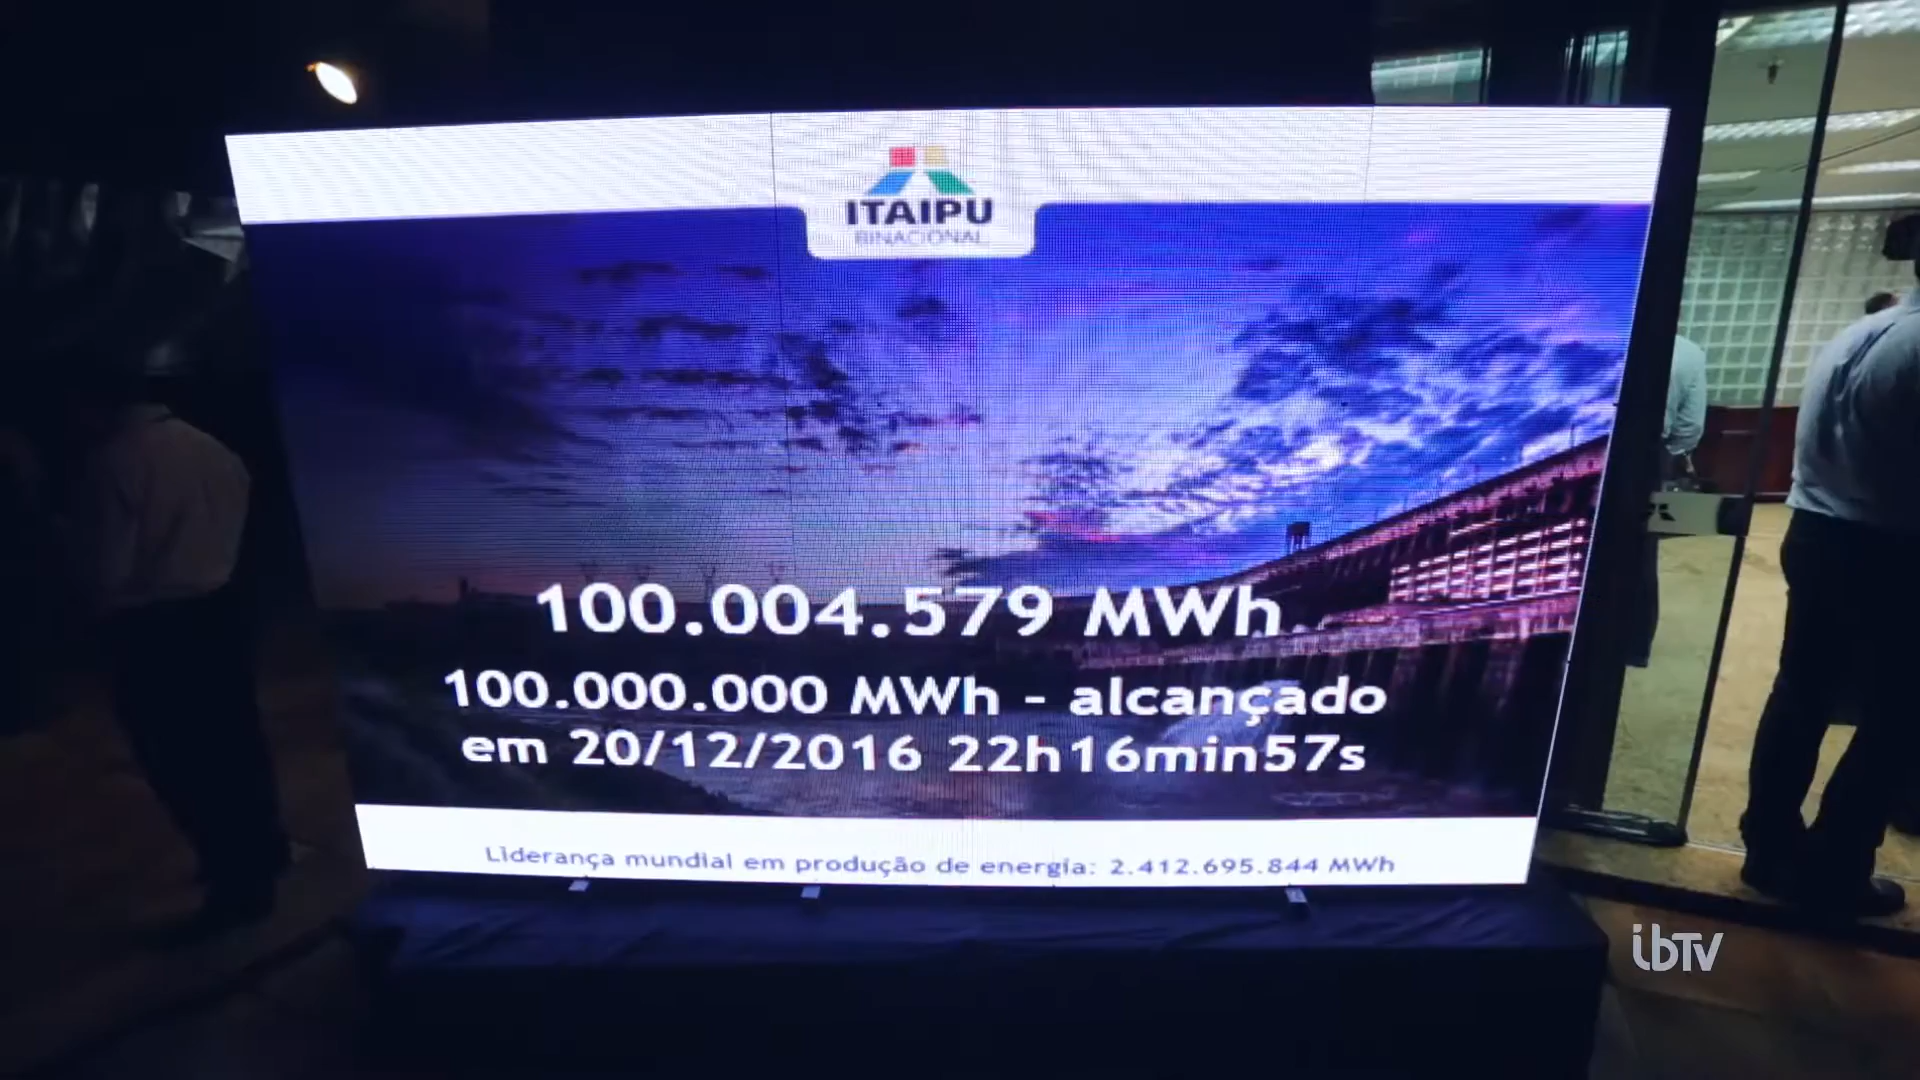 ITAIPU
BINACIONAL
100.004.579 MWh
100.000.000 MWh - alcançado
em 20/12/2016 22h16min57s
Liderança mundial em produção de energia: 2.412.695.844 MWh
ibTV